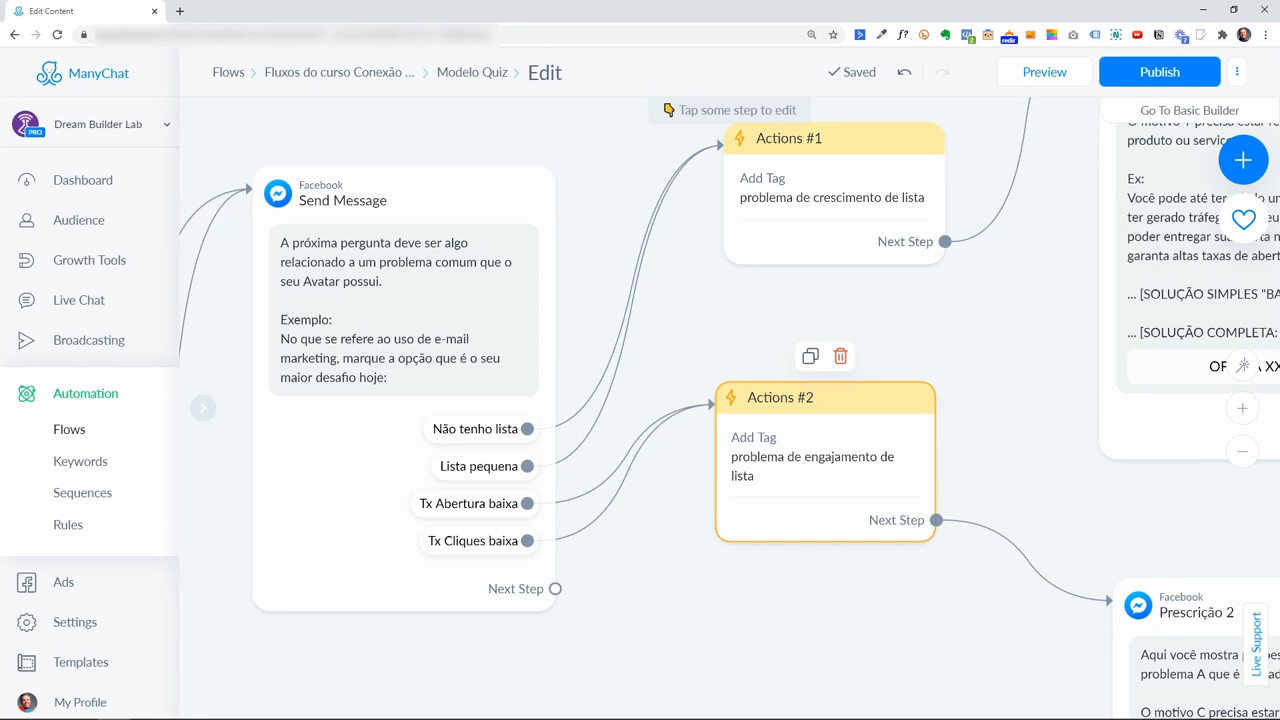 Edit Content
ManyChat
Flows
Fluxos do curso Conexão ...
Modelo Quiz
Edit
Saved
Preview
Publish
Go To Basic Builder
Tap some step to edit
PRO
Dream Builder Lab
Dashboard
Audience
Growth Tools
Live Chat
Broadcasting
Automation
Flows
Keywords
Sequences
Rules
Ads
Settings
Templates
My Profile
Facebook
Send Message
A próxima pergunta deve ser algo
relacionado a um problema comum que o
seu Avatar possui.
Exemplo:
No que se refere ao uso de e-mail
marketing, marque a opção que é o seu
maior desafio hoje:
Não tenho lista
Lista pequena
Tx Abertura baixa
Tx Cliques baixa
Next Step
Actions #1
Add Tag
problema de crescimento de lista
Next Step
Actions #2
Add Tag
problema de engajamento de
lista
Next Step
produto ou serviç
Ex:
Você pode até ter
ter gerado tráfeg
poder entregar su
garanta altas taxas de abert
... [SOLUÇÃO SIMPLES "BA
... [SOLUÇÃO COMPLETA:
Facebook
Prescrição 2
Aqui você mostra
problema A que é
O motivo C precisa estar
Live Support